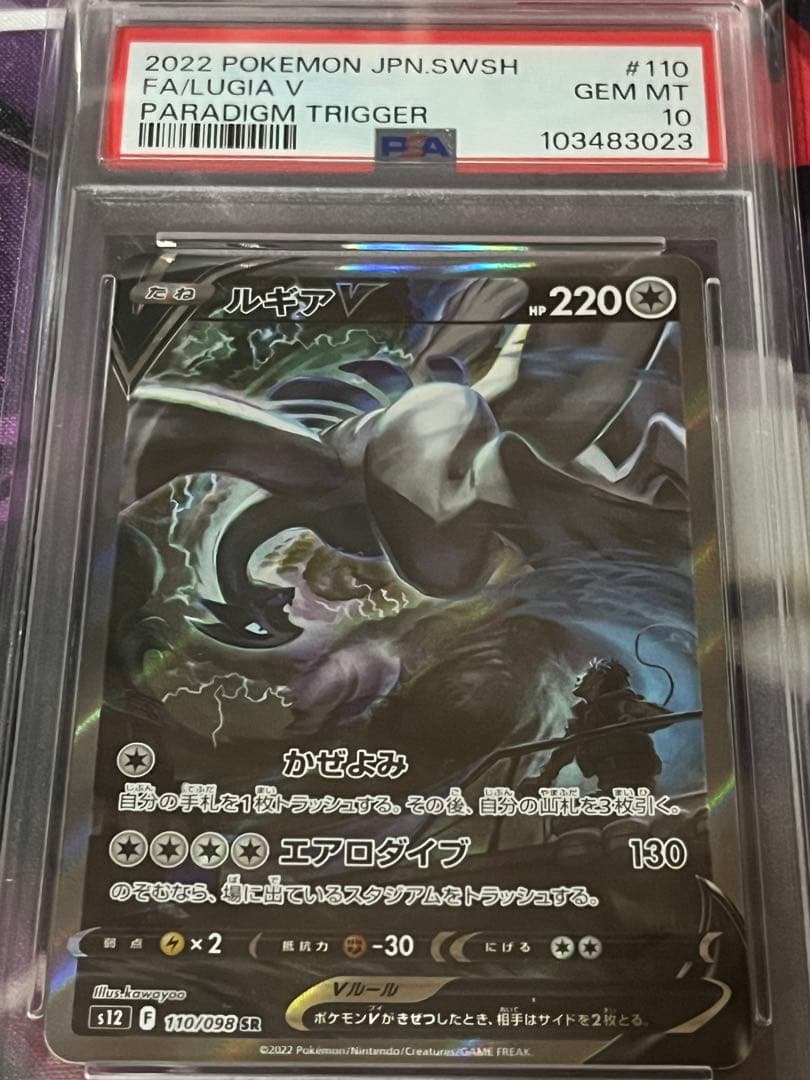 2022 POKEMON JPN.SWSH #110
FA/LUGIA V GEM MT
PARADIGM TRIGGER 10
PSA 103483023
たね ルギアV HP 220
かぜよみ
自分の手札を1枚トラッシュする。その後、自分の山札を3枚引く。
エアロダイブ 130
のぞむなら、場に出ているスタジアムをトラッシュする。
弱点 ×2 抵抗力 -30 にげる
Illus.kawayoo
Vルール
s12 F 110/098 SR
ポケモンVがきぜつしたとき、相手はサイドを2枚とる。
©2022 Pokémon/Nintendo/Creatures/GAME FREAK.